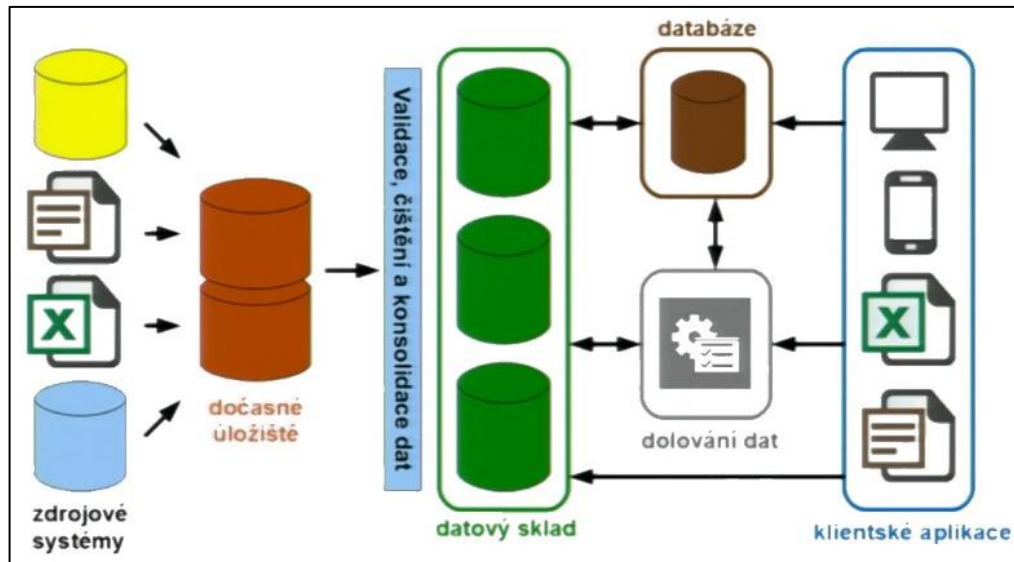 databáze
Validace, čištění a konsolidace dat
X
X
dočasné
úložiště
dolování dat
zdrojové
systémy
datový sklad
klientské aplikace